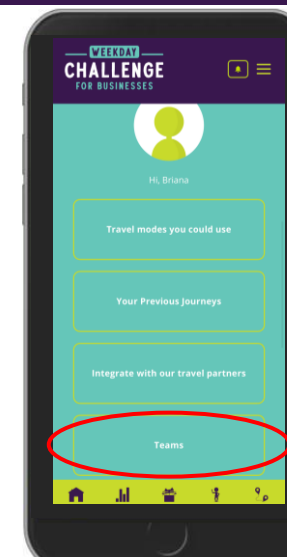 WEEKDAY
CHALLENGE
FOR BUSINESSES
Hi, Briana
Travel modes you could use
Your Previous Journeys
Integrate with our travel partners
Teams